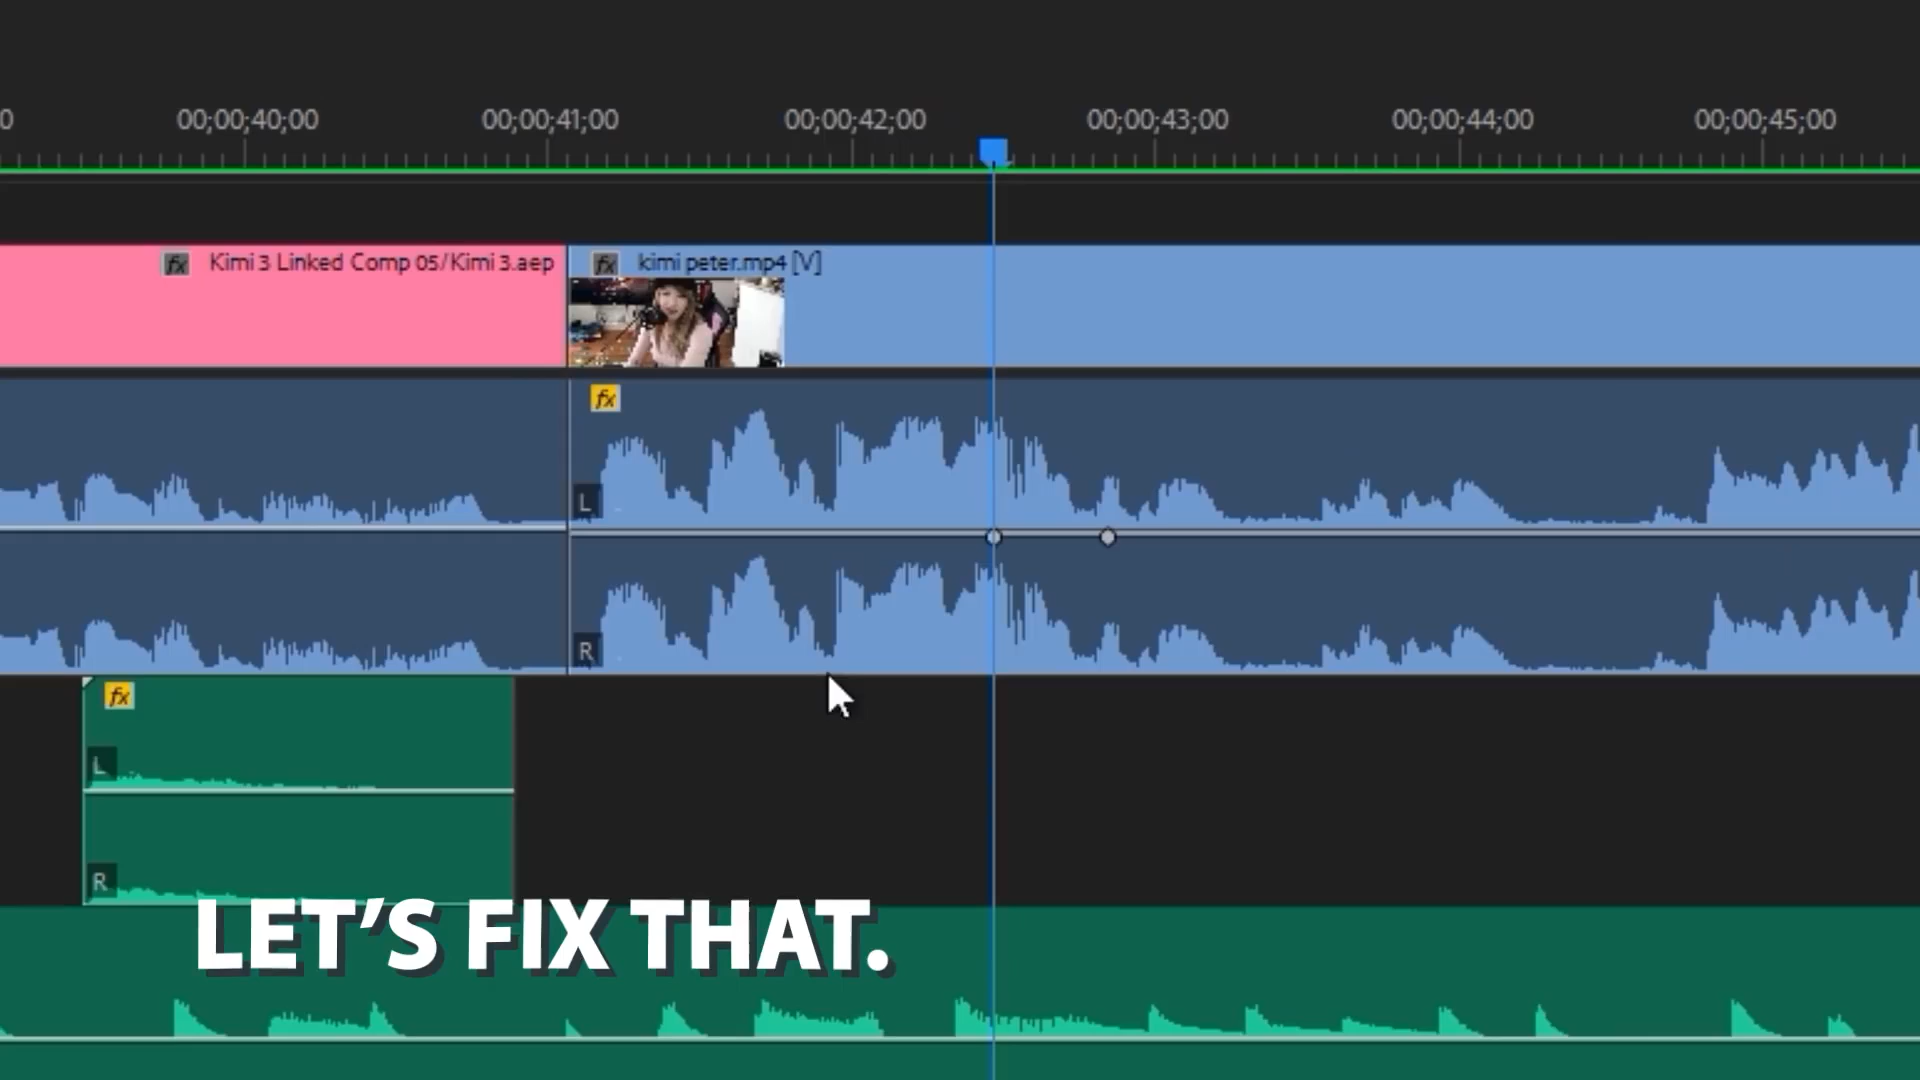 0
00;00;40;00
00;00;41;00
00;00;42;00
00;00;43;00
00;00;44;00
00;00;45;00
fx Kimi 3 Linked Comp 05/Kimi 3.aep
fx kimi peter.mp4 [V]
fx
L
R
fx
L
R
LET’S FIX THAT.